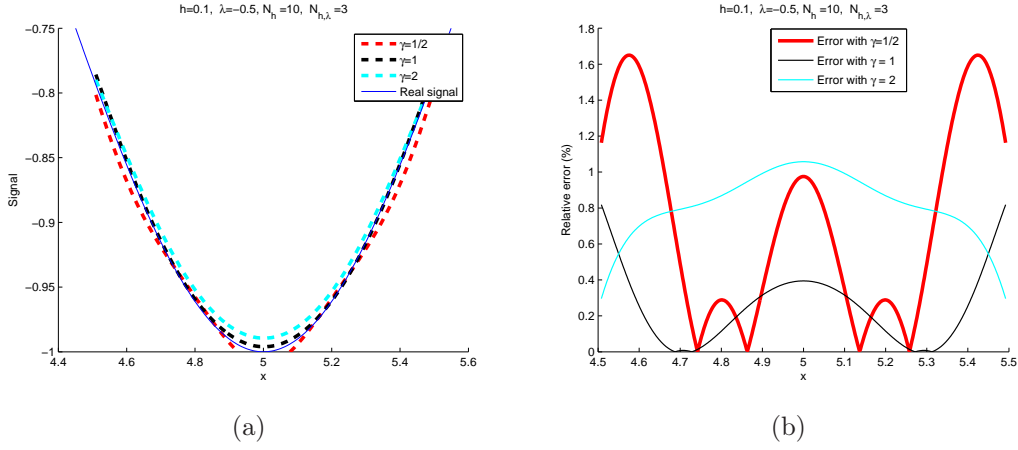 h=0.1, λ=−0.5, N_h =10, N_h,λ =3
Signal
−0.75
−0.8
−0.85
−0.9
−0.95
−1
4.4 4.6 4.8 5 5.2 5.4 5.6
x
γ=1/2
γ=1
γ=2
Real signal
(a)
h=0.1, λ=−0.5, N_h =10, N_h,λ =3
Relative error (%)
1.8
1.6
1.4
1.2
1
0.8
0.6
0.4
0.2
0
4.5 4.6 4.7 4.8 4.9 5 5.1 5.2 5.3 5.4 5.5
x
Error with γ=1/2
Error with γ = 1
Error with γ = 2
(b)